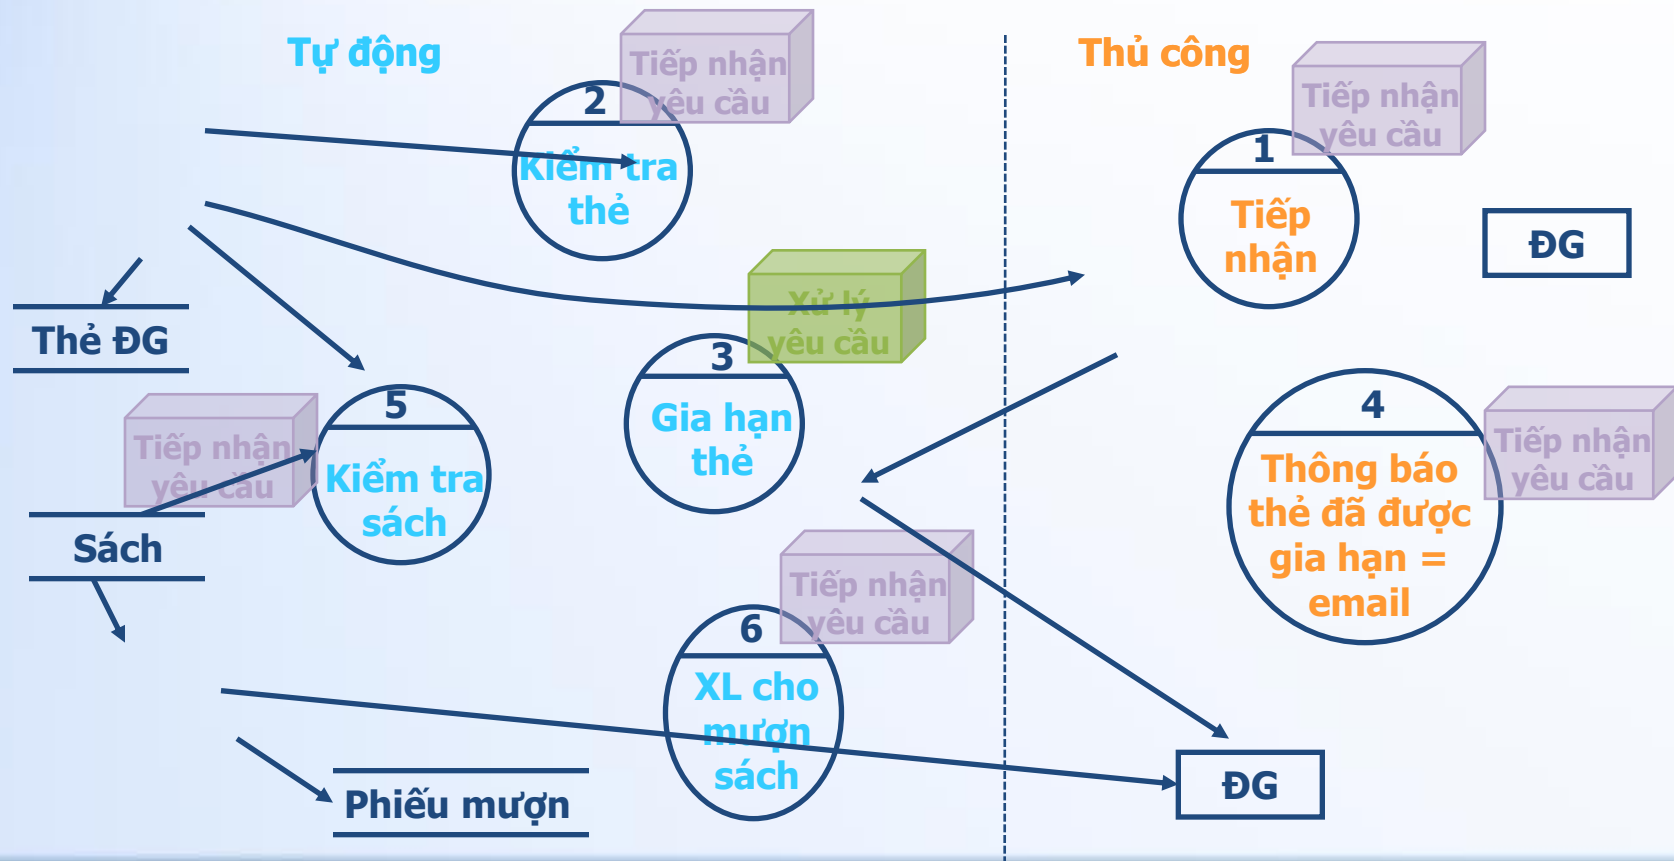 Tự động
Thủ công
Tiếp nhận
yêu cầu
2
Kiểm tra
thẻ
Tiếp nhận
yêu cầu
1
Tiếp
nhận
ĐG
Xử lý
yêu cầu
3
Gia hạn
thẻ
Thẻ ĐG
Tiếp nhận
yêu cầu
5
Kiểm tra
sách
Tiếp nhận
yêu cầu
4
Thông báo
thẻ đã được
gia hạn =
email
Sách
Tiếp nhận
yêu cầu
6
XL cho
mượn
sách
Phiếu mượn
ĐG